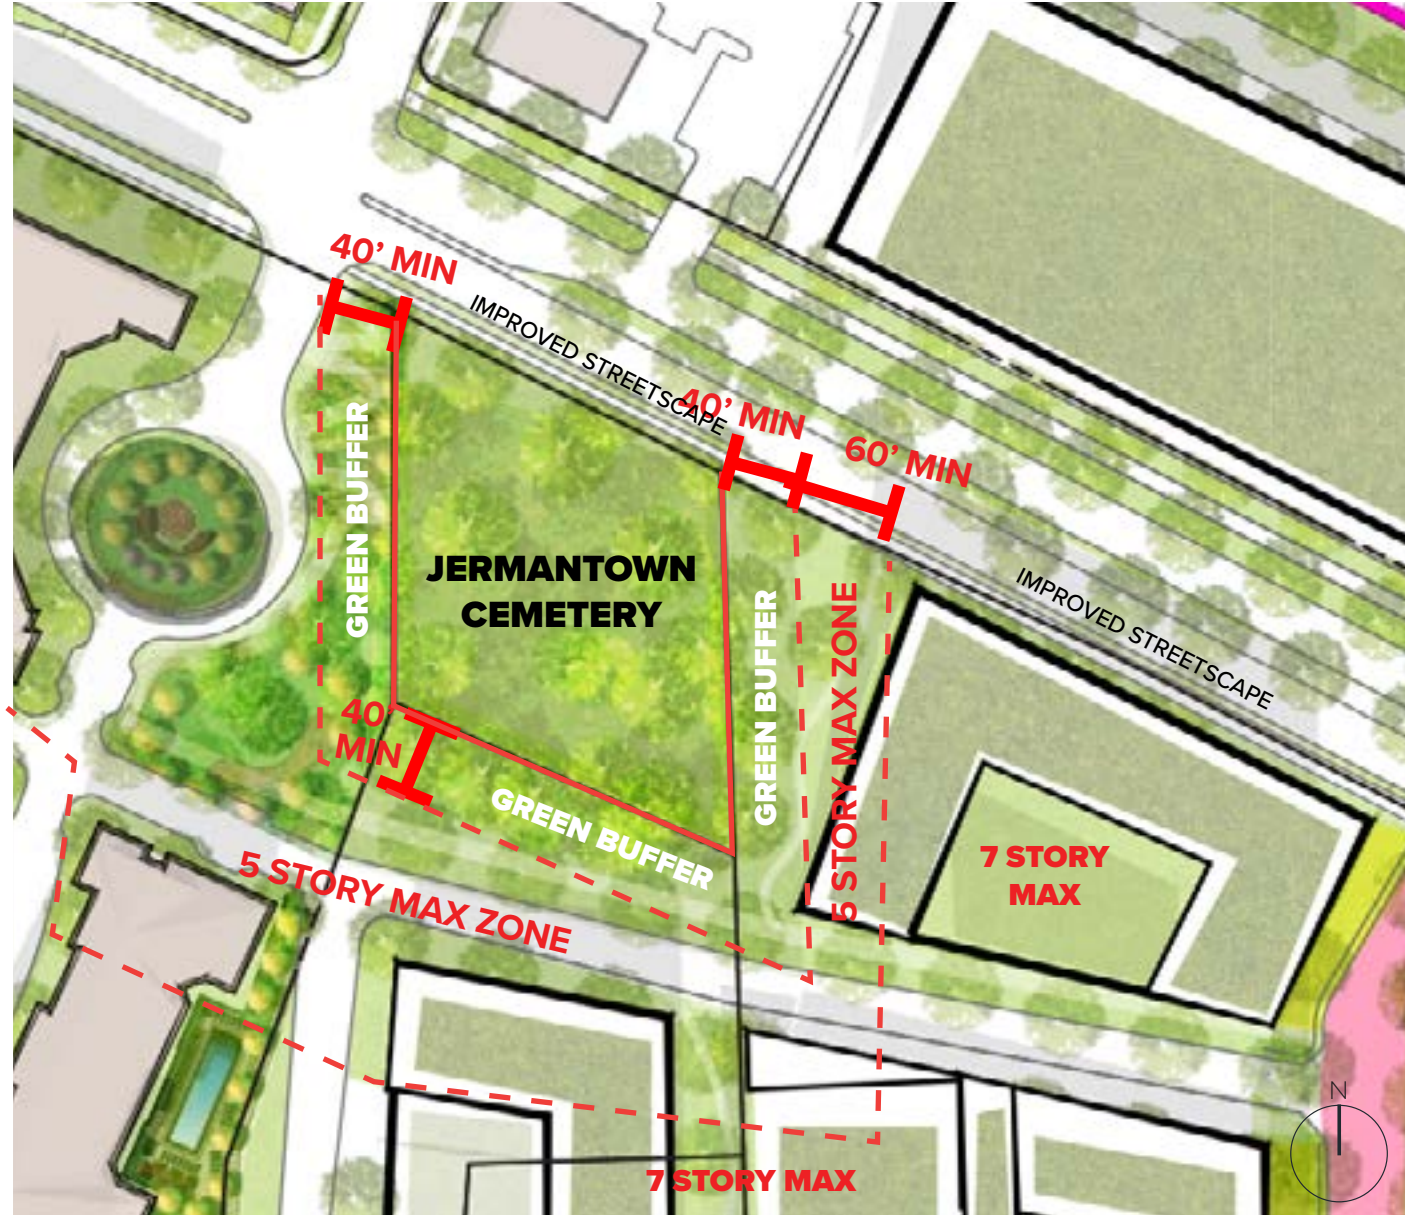 40’ MIN
IMPROVED STREETSCAPE
40’ MIN
60’ MIN
GREEN BUFFER
JERMANTOWN
CEMETERY
GREEN BUFFER
5 STORY MAX ZONE
IMPROVED STREETSCAPE
40’
MIN
GREEN BUFFER
5 STORY MAX ZONE
7 STORY
MAX
7 STORY MAX
N